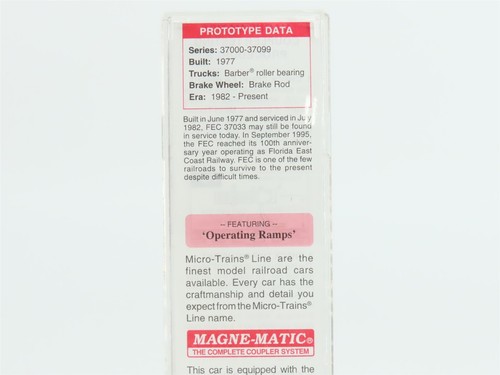 PROTOTYPE DATA
Series: 37000-37099
Built: 1977
Trucks: Barber® roller bearing
Brake Wheel: Brake Rod
Era: 1982 - Present
Built in June 1977 and serviced in July
1982, FEC 37033 may still be found
in service today. In September 1995,
the FEC reached its 100th anniver-
sary year operating as Florida East
Coast Railway. FEC is one of the few
railroads to survive to the present
despite difficult times.
– FEATURING –
‘Operating Ramps’
Micro-Trains® Line are the
finest model railroad cars
available. Every car has the
craftmanship and detail you
expect from the Micro-Trains®
Line name.
MAGNE-MATIC®
THE COMPLETE COUPLER SYSTEM
This car is equipped with the